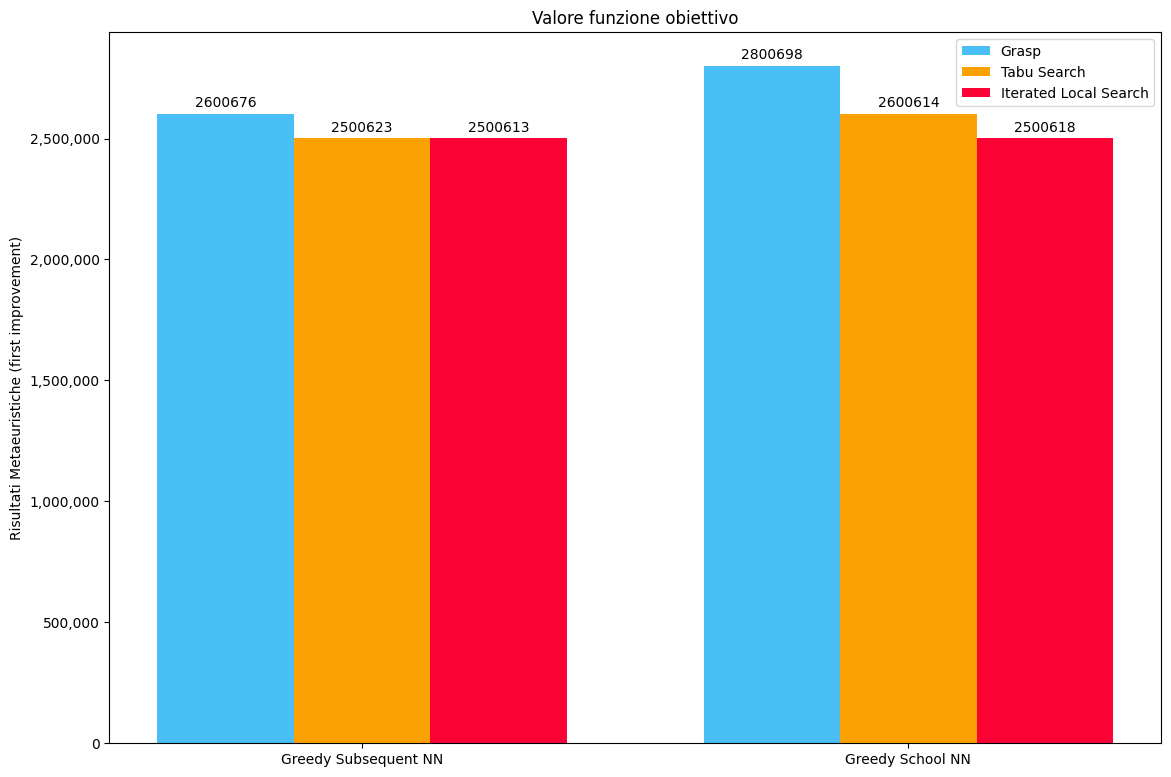 Valore funzione obiettivo
Grasp
Tabu Search
Iterated Local Search
2600676
2500623
2500613
2800698
2600614
2500618
2,500,000
2,000,000
1,500,000
1,000,000
500,000
0
Risultati Metaeuristiche (first improvement)
Greedy Subsequent NN
Greedy School NN